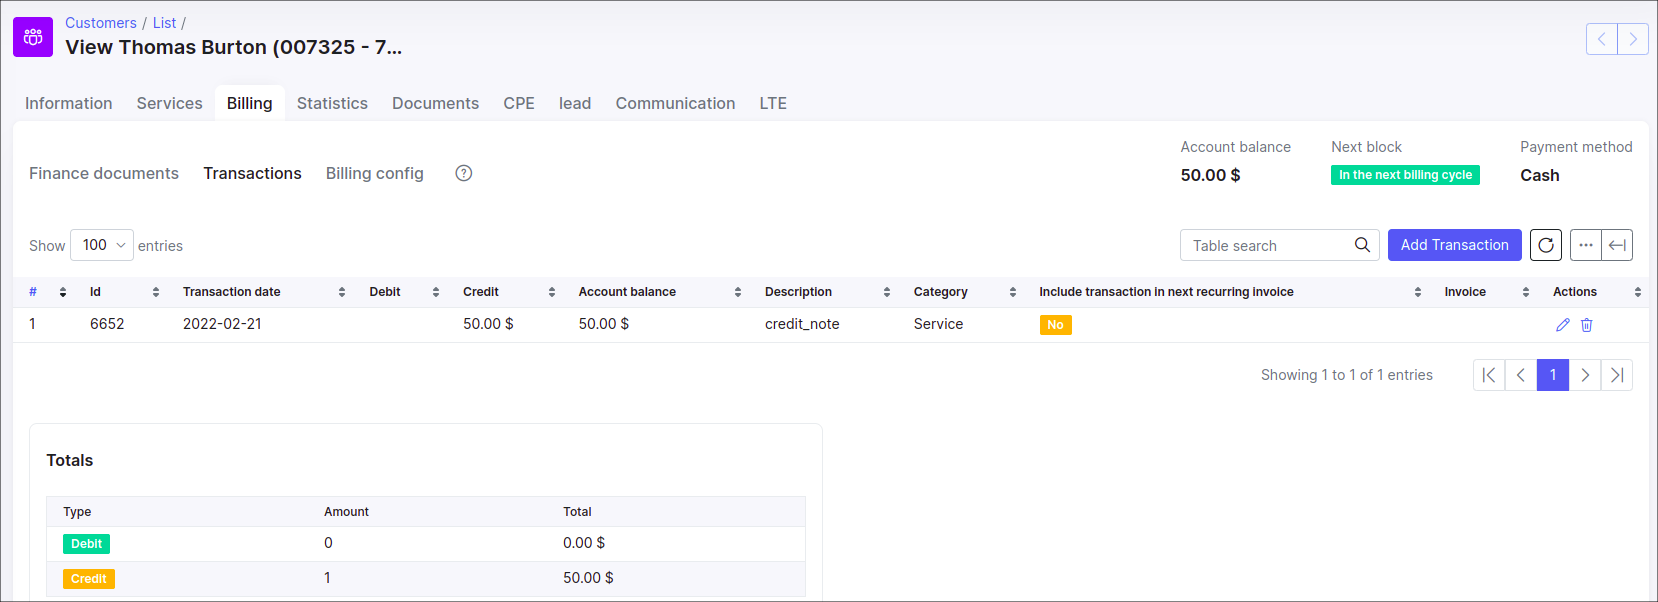 Customers / List /
View Thomas Burton (007325 - 7...
Information Services Billing Statistics Documents CPE lead Communication LTE
Account balance Next block Payment method
Finance documents Transactions Billing config ?
50.00 $ In the next billing cycle Cash
Show 100 entries Table search Add Transaction
# Id Transaction date Debit Credit Account balance Description Category Include transaction in next recurring invoice Invoice Actions
1 6652 2022-02-21 50.00 $ 50.00 $ credit_note Service No
Showing 1 to 1 of 1 entries 1
Totals
Type Amount Total
Debit 0 0.00 $
Credit 1 50.00 $